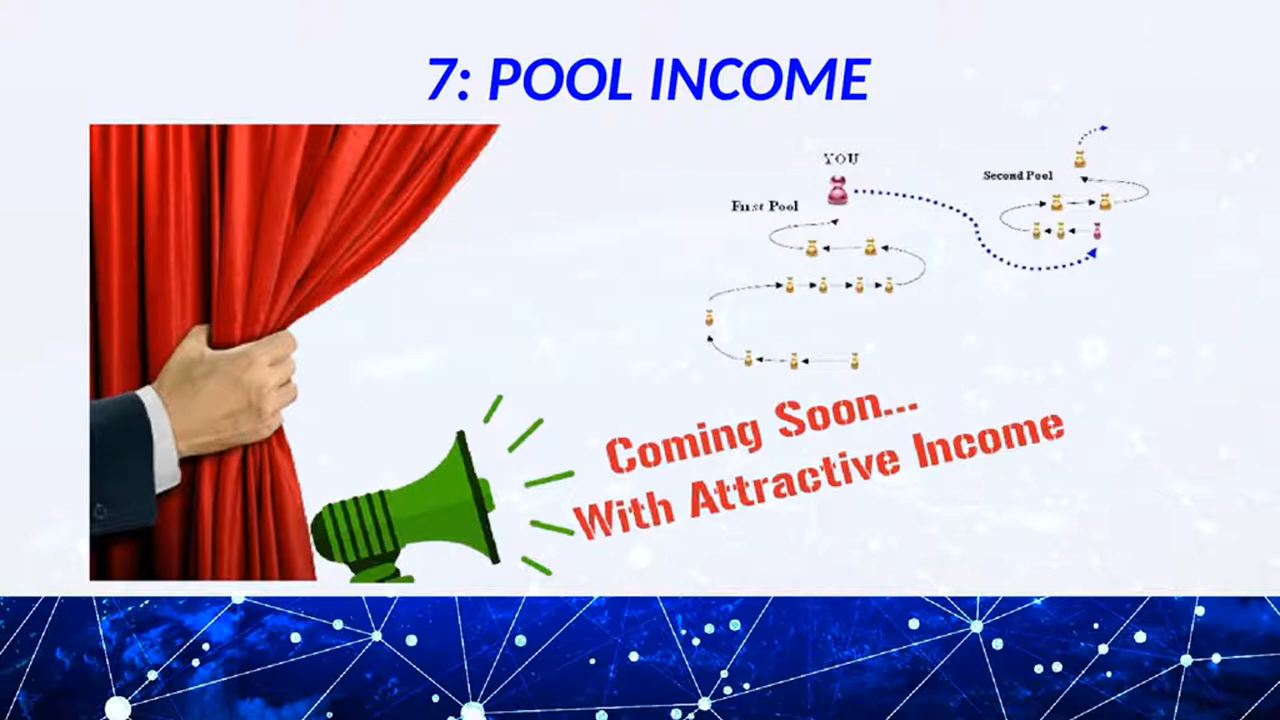 7: POOL INCOME
YOU
Second Pool
First Pool
Coming Soon...
With Attractive Income